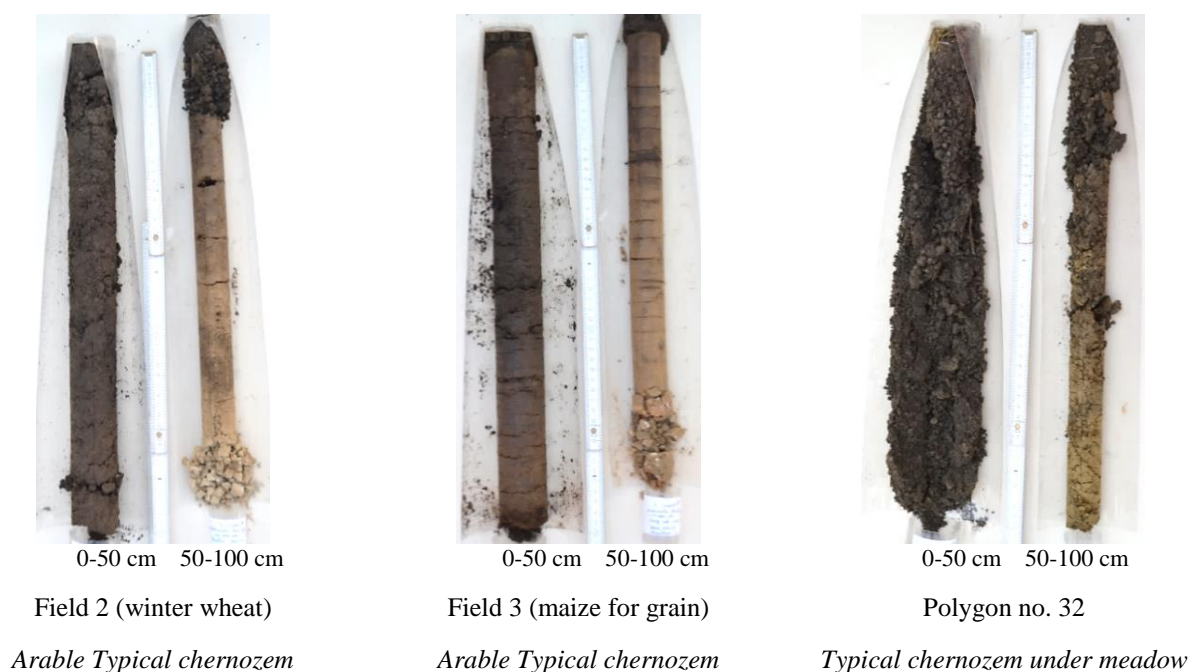 0-50 cm 50-100 cm
Field 2 (winter wheat)
Arable Typical chernozem
0-50 cm 50-100 cm
Field 3 (maize for grain)
Arable Typical chernozem
0-50 cm 50-100 cm
Polygon no. 32
Typical chernozem under meadow